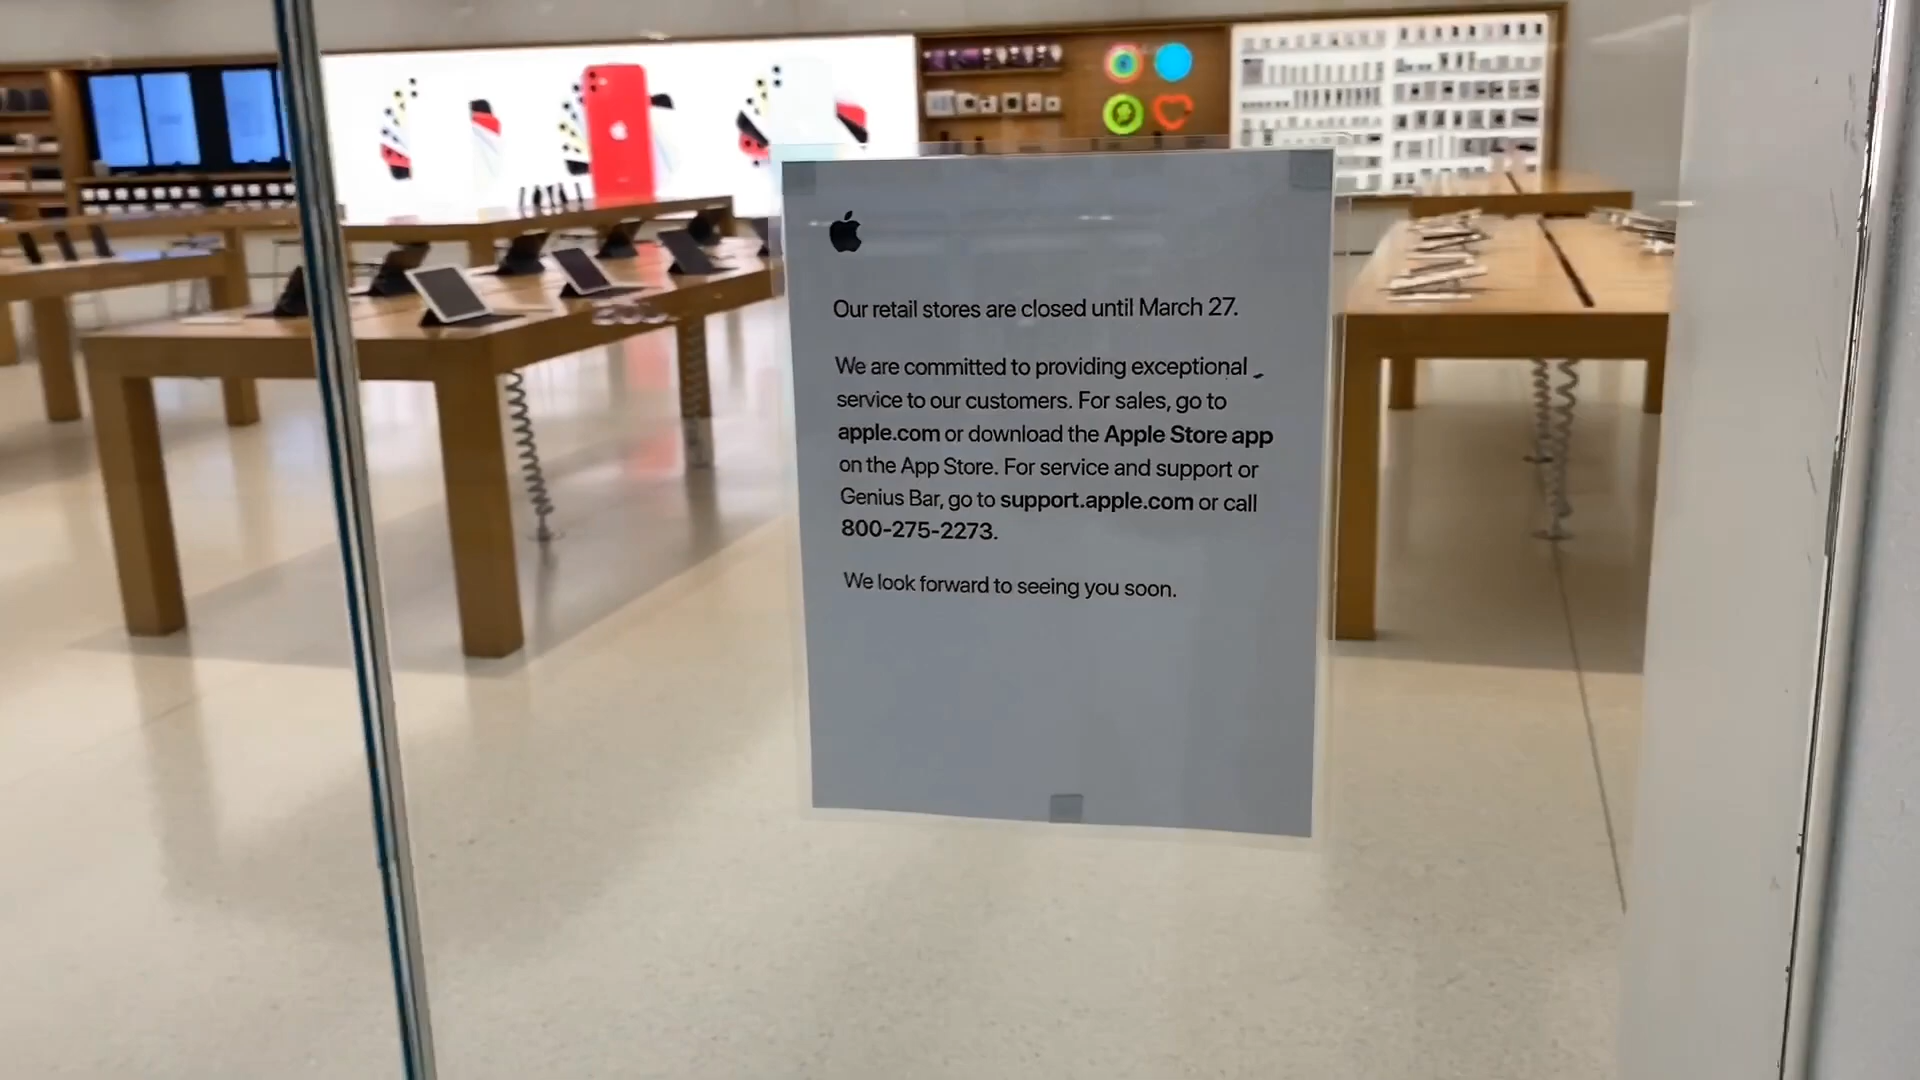 Our retail stores are closed until March 27.
We are committed to providing exceptional
service to our customers. For sales, go to
apple.com or download the Apple Store app
on the App Store. For service and support or
Genius Bar, go to support.apple.com or call
800-275-2273.
We look forward to seeing you soon.